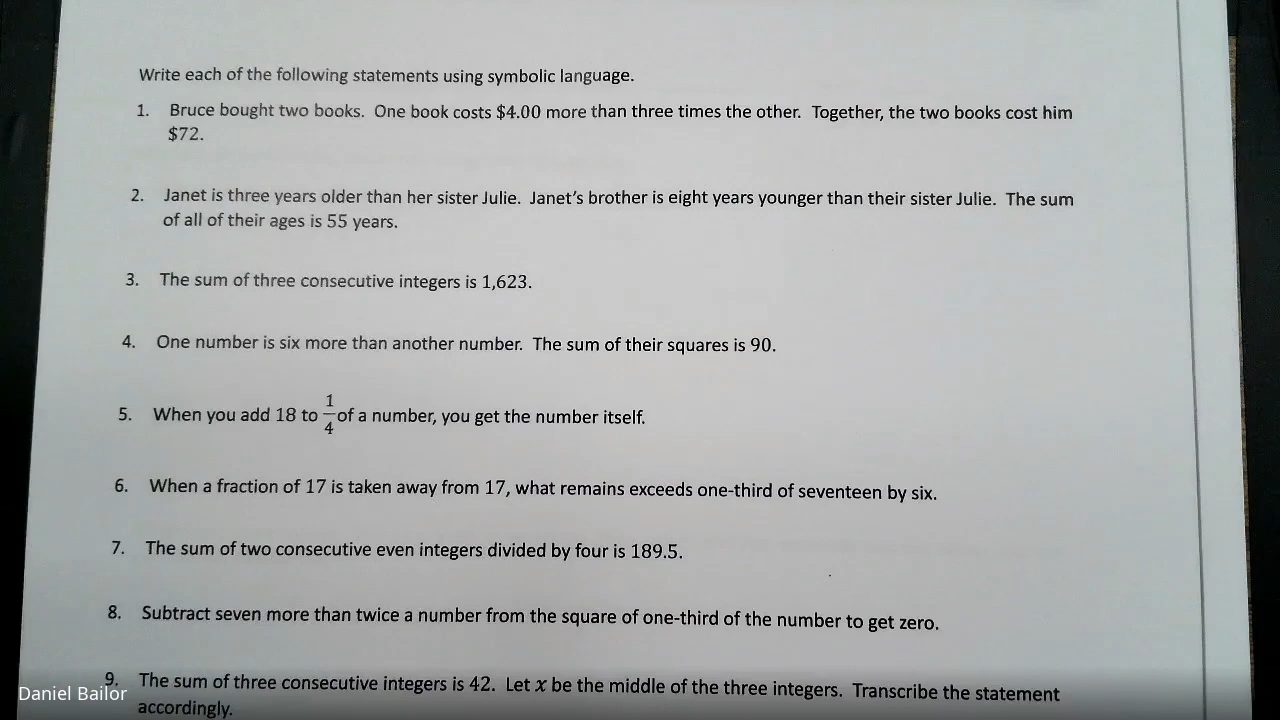 Write each of the following statements using symbolic language.
1. Bruce bought two books. One book costs $4.00 more than three times the other. Together, the two books cost him
$72.
2. Janet is three years older than her sister Julie. Janet’s brother is eight years younger than their sister Julie. The sum
of all of their ages is 55 years.
3. The sum of three consecutive integers is 1,623.
4. One number is six more than another number. The sum of their squares is 90.
5. When you add 18 to 1/4 of a number, you get the number itself.
6. When a fraction of 17 is taken away from 17, what remains exceeds one-third of seventeen by six.
7. The sum of two consecutive even integers divided by four is 189.5.
8. Subtract seven more than twice a number from the square of one-third of the number to get zero.
9. The sum of three consecutive integers is 42. Let x be the middle of the three integers. Transcribe the statement
accordingly.
Daniel Bailor